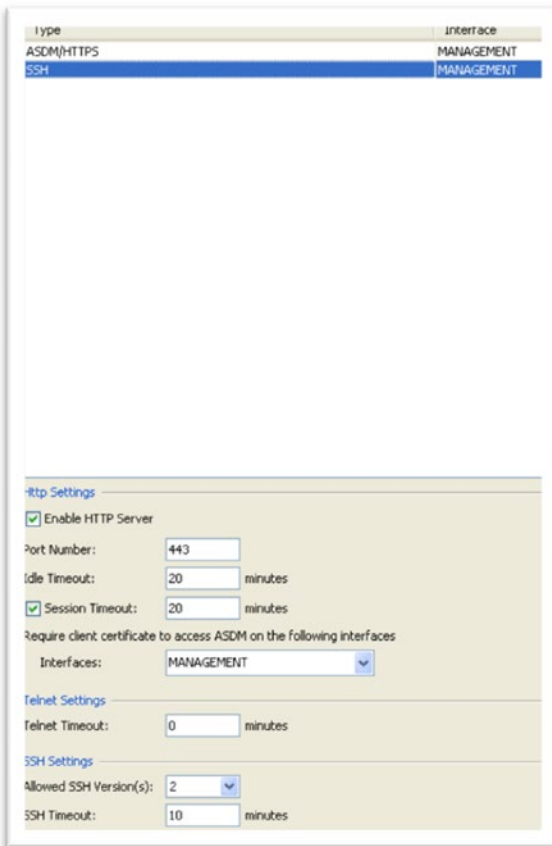 Type Interface
ASDM/HTTPS MANAGEMENT
SSH MANAGEMENT
Http Settings
Enable HTTP Server
Port Number: 443
Idle Timeout: 20 minutes
Session Timeout: 20 minutes
Require client certificate to access ASDM on the following interfaces
Interfaces: MANAGEMENT
Telnet Settings
Telnet Timeout: 0 minutes
SSH Settings
Allowed SSH Version(s): 2
SSH Timeout: 10 minutes